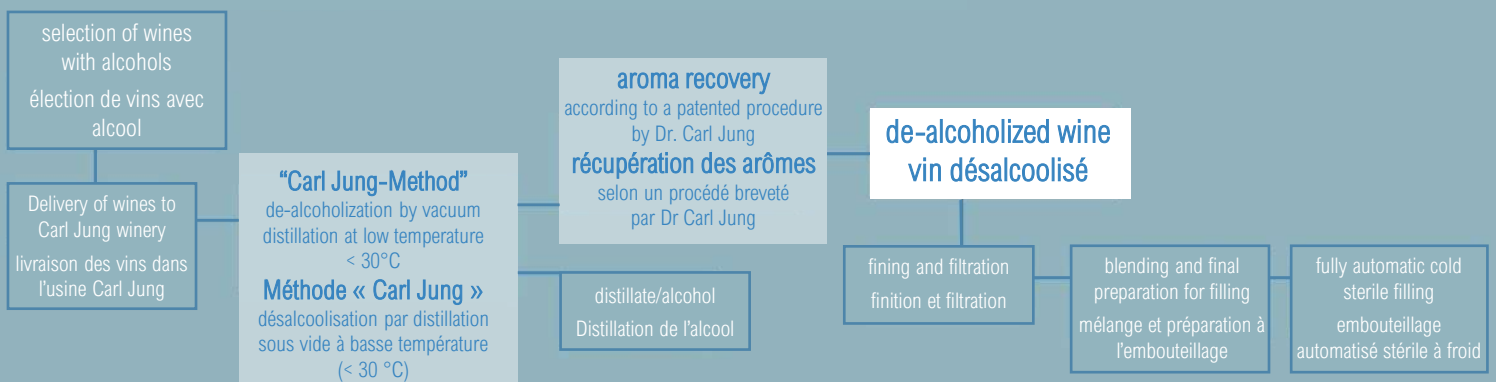 selection of wines
with alcohols
élection de vins avec
alcool
Delivery of wines to
Carl Jung winery
livraison des vins dans
l'usine Carl Jung
“Carl Jung-Method”
de-alcoholization by vacuum
distillation at low temperature
< 30°C
Méthode « Carl Jung »
désalcoolisation par distillation
sous vide à basse température
(< 30 °C)
aroma recovery
according to a patented procedure
by Dr. Carl Jung
récupération des arômes
selon un procédé breveté
par Dr Carl Jung
distillate/alcohol
Distillation de l'alcool
de-alcoholized wine
vin désalcoolisé
fining and filtration
finition et filtration
blending and final
preparation for filling
mélange et préparation à
l'embouteillage
fully automatic cold
sterile filling
embouteillage
automatisé stérile à froid